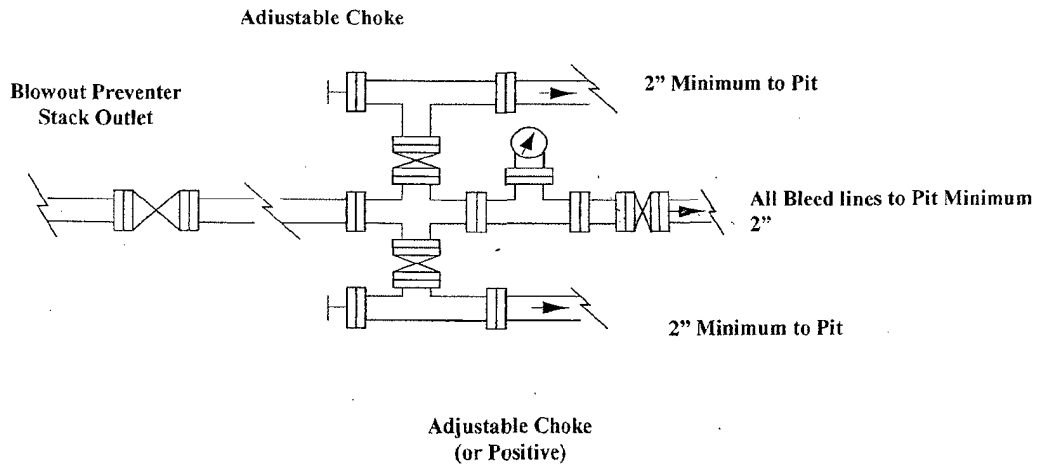 Adiustable Choke
Blowout Preventer
Stack Outlet
2” Minimum to Pit
All Bleed lines to Pit Minimum
2”
2” Minimum to Pit
Adjustable Choke
(or Positive)